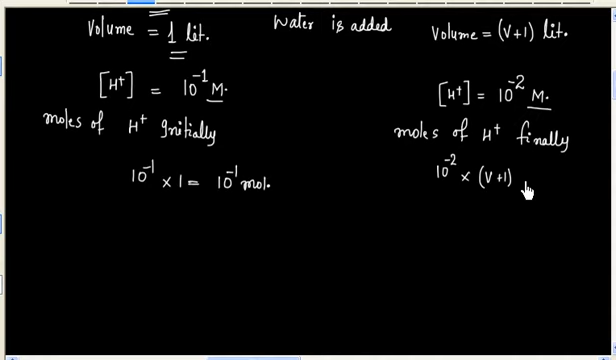 Volume = 1 lit.
Water is added
Volume = (V+1) lit.
[H⁺] = 10⁻¹ M.
[H⁺] = 10⁻² M.
moles of H⁺ Initially
moles of H⁺ finally
10⁻¹ × 1 = 10⁻¹ mol.
10⁻² × (V+1)